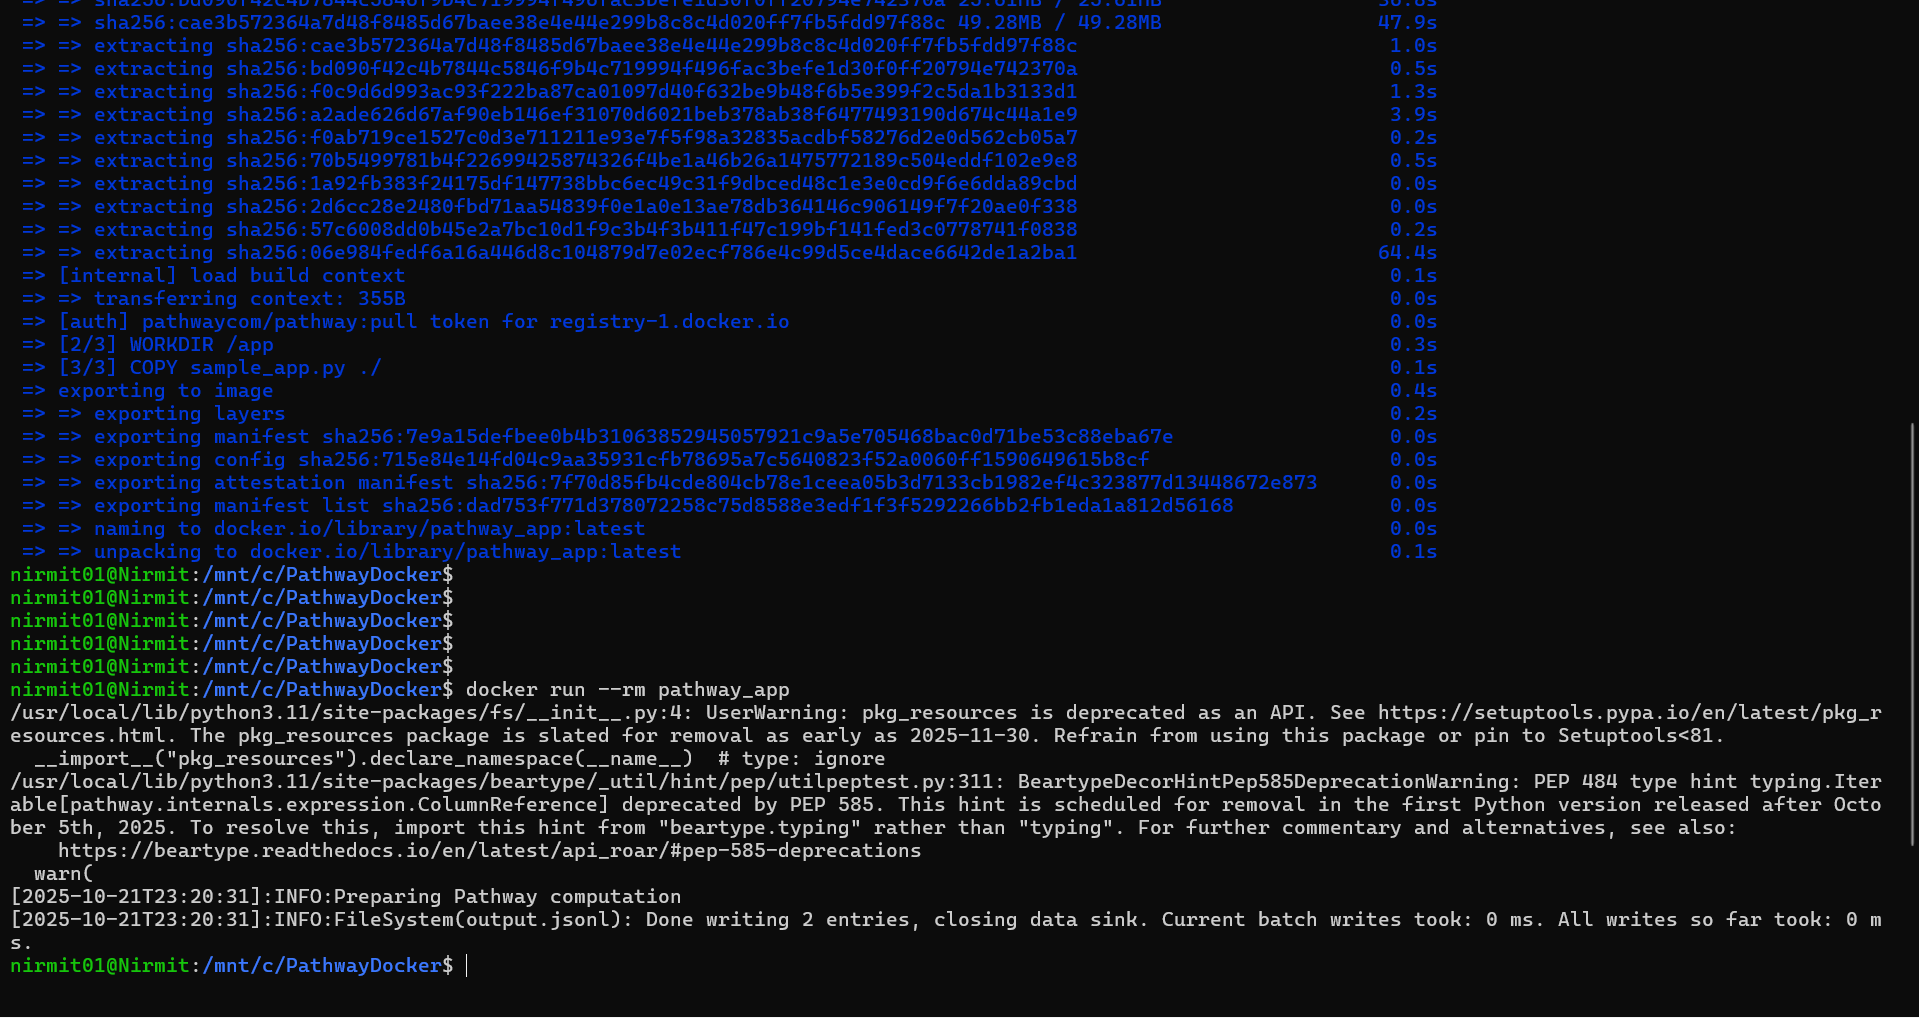 => => sha256:bd090f42c4b7844c5846f9b4c719994f496fac3befe1d30f0ff20794e742370a 23.61MB / 23.61MB 36.8s
=> => sha256:cae3b572364a7d48f8485d67baee38e4e44e299b8c8c4d020ff7fb5fdd97f88c 49.28MB / 49.28MB 47.9s
=> => extracting sha256:cae3b572364a7d48f8485d67baee38e4e44e299b8c8c4d020ff7fb5fdd97f88c 1.0s
=> => extracting sha256:bd090f42c4b7844c5846f9b4c719994f496fac3befe1d30f0ff20794e742370a 0.5s
=> => extracting sha256:f0c9d6d993ac93f222ba87ca01097d40f632be9b48f6b5e399f2c5da1b3133d1 1.3s
=> => extracting sha256:a2ade626d67af90eb146ef31070d6021beb378ab38f6477493190d674c44a1e9 3.9s
=> => extracting sha256:f0ab719ce1527c0d3e711211e93e7f5f98a32835acdbf58276d2e0d562cb05a7 0.2s
=> => extracting sha256:70b5499781b4f22699425874326f4be1a46b26a1475772189c504eddf102e9e8 0.5s
=> => extracting sha256:1a92fb383f24175df147738bbc6ec49c31f9dbced48c1e3e0cd9f6e6dda89cbd 0.0s
=> => extracting sha256:2d6cc28e2480fbd71aa54839f0e1a0e13ae78db364146c906149f7f20ae0f338 0.0s
=> => extracting sha256:57c6008dd0b45e2a7bc10d1f9c3b4f3b411f47c199bf141fed3c0778741f0838 0.2s
=> => extracting sha256:06e984fedf6a16a446d8c104879d7e02ecf786e4c99d5ce4dace6642de1a2ba1 64.4s
=> [internal] load build context 0.1s
=> => transferring context: 355B 0.0s
=> [auth] pathwaycom/pathway:pull token for registry-1.docker.io 0.0s
=> [2/3] WORKDIR /app 0.3s
=> [3/3] COPY sample_app.py ./ 0.1s
=> exporting to image 0.4s
=> => exporting layers 0.2s
=> => exporting manifest sha256:7e9a15defbee0b4b31063852945057921c9a5e705468bac0d71be53c88eba67e 0.0s
=> => exporting config sha256:715e84e14fd04c9aa35931cfb78695a7c5640823f52a0060ff1590649615b8cf 0.0s
=> => exporting attestation manifest sha256:7f70d85fb4cde804cb78e1ceea05b3d7133cb1982ef4c323877d13448672e873 0.0s
=> => exporting manifest list sha256:dad753f771d378072258c75d8588e3edf1f3f5292266bb2fb1eda1a812d56168 0.0s
=> => naming to docker.io/library/pathway_app:latest 0.0s
=> => unpacking to docker.io/library/pathway_app:latest 0.1s
nirmit01@Nirmit:/mnt/c/PathwayDocker$
nirmit01@Nirmit:/mnt/c/PathwayDocker$
nirmit01@Nirmit:/mnt/c/PathwayDocker$
nirmit01@Nirmit:/mnt/c/PathwayDocker$
nirmit01@Nirmit:/mnt/c/PathwayDocker$
nirmit01@Nirmit:/mnt/c/PathwayDocker$ docker run --rm pathway_app
/usr/local/lib/python3.11/site-packages/fs/__init__.py:4: UserWarning: pkg_resources is deprecated as an API. See https://setuptools.pypa.io/en/latest/pkg_r
esources.html. The pkg_resources package is slated for removal as early as 2025-11-30. Refrain from using this package or pin to Setuptools<81.
__import__("pkg_resources").declare_namespace(__name__)  # type: ignore
/usr/local/lib/python3.11/site-packages/beartype/_util/hint/pep/utilpeptest.py:311: BeartypeDecorHintPep585DeprecationWarning: PEP 484 type hint typing.Iter
able[pathway.internals.expression.ColumnReference] deprecated by PEP 585. This hint is scheduled for removal in the first Python version released after Octo
ber 5th, 2025. To resolve this, import this hint from "beartype.typing" rather than "typing". For further commentary and alternatives, see also:
https://beartype.readthedocs.io/en/latest/api_roar/#pep-585-deprecations
warn(
[2025-10-21T23:20:31]:INFO:Preparing Pathway computation
[2025-10-21T23:20:31]:INFO:FileSystem(output.jsonl): Done writing 2 entries, closing data sink. Current batch writes took: 0 ms. All writes so far took: 0 m
s.
nirmit01@Nirmit:/mnt/c/PathwayDocker$